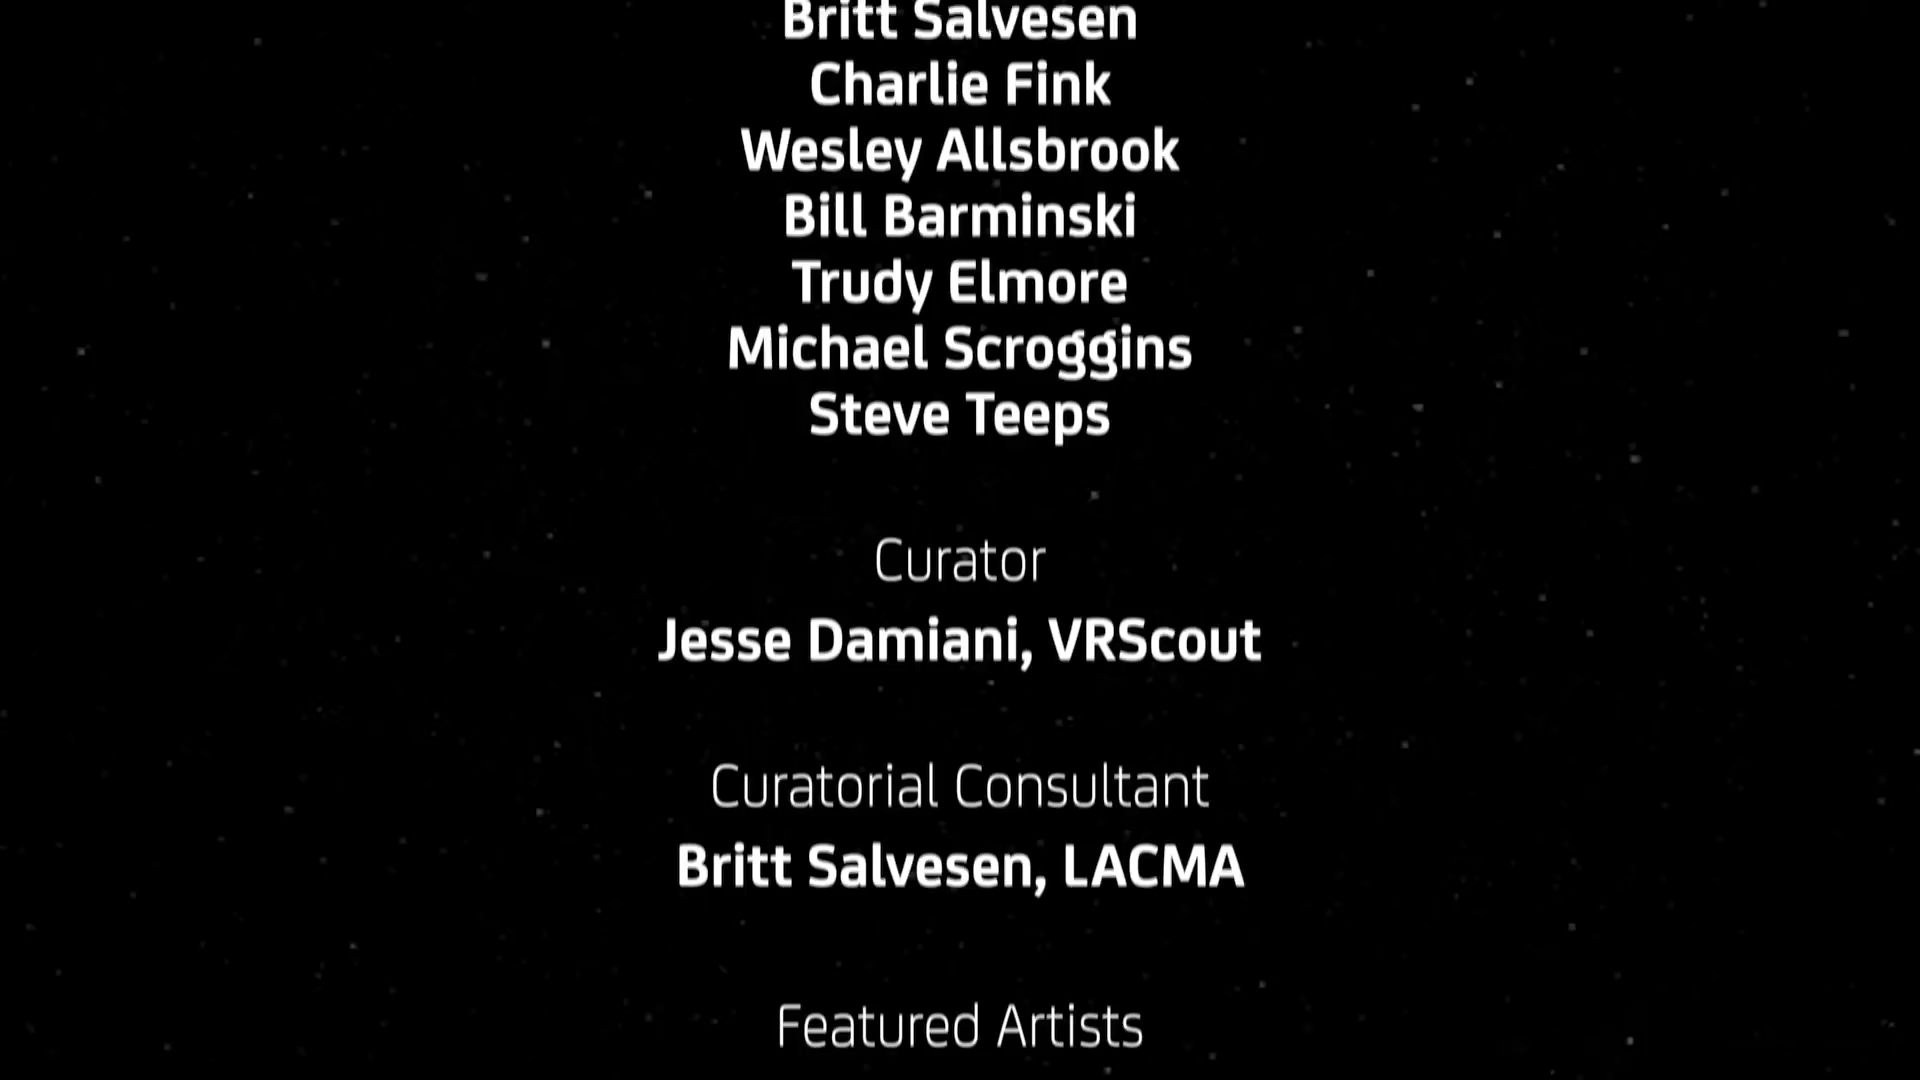 Britt Salvesen
Charlie Fink
Wesley Allsbrook
Bill Barminski
Trudy Elmore
Michael Scroggins
Steve Teeps
Curator
Jesse Damiani, VRScout
Curatorial Consultant
Britt Salvesen, LACMA
Featured Artists